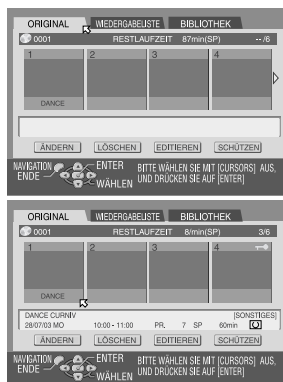 ORIGINAL WIEDERGABELISTE BIBLIOTHEK
0001 RESTLAUFZEIT 87min(SP) --/6
1 2 3 4
DANCE
ÄNDERN LÖSCHEN EDITIEREN SCHÜTZEN
NAVIGATION ENTER BITTE WÄHLEN SIE MIT [CURSORS] AUS,
ENDE WÄHLEN UND DRÜCKEN SIE AUF [ENTER]
ORIGINAL WIEDERGABELISTE BIBLIOTHEK
0001 RESTLAUFZEIT 8/min(SP) 3/6
1 2 3 4
DANCE
DANCE CURNIV [SONSTIGES]
28/07/03 MO 10:00 - 11:00 PR. 7 SP 60min
ÄNDERN LÖSCHEN EDITIEREN SCHÜTZEN
NAVIGATION ENTER BITTE WÄHLEN SIE MIT [CURSORS] AUS,
ENDE WÄHLEN UND DRÜCKEN SIE AUF [ENTER]